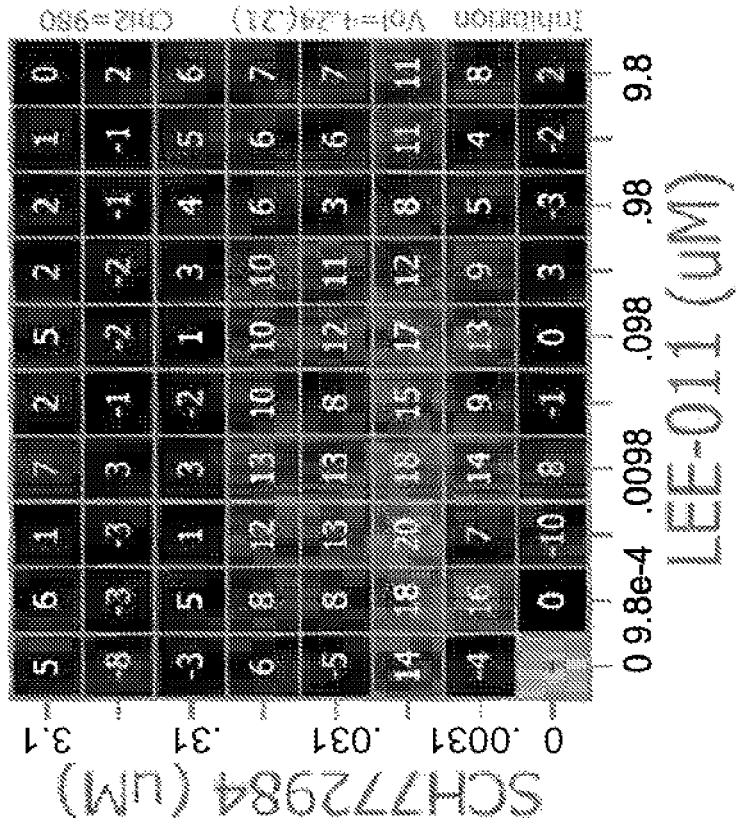 Inhibition Vol=4.24(.21) Chi2=980
3.1 5 6 1 7 2 5 2 2 1 0
-8 -3 -3 3 -1 -2 -2 -1 -1 2
.31 -3 5 1 3 -2 1 3 4 5 6
6 8 12 13 10 10 10 6 6 7
.031 -5 8 13 13 8 12 11 3 6 7
14 18 20 18 15 17 12 8 11 11
.0031 -4 16 7 14 9 13 9 5 4 8
0 0 -10 8 -1 0 3 -3 -2 2
0 9.8e-4 .0098 .098 .98 9.8
LEE-011 (uM)
SCH772984 (uM)